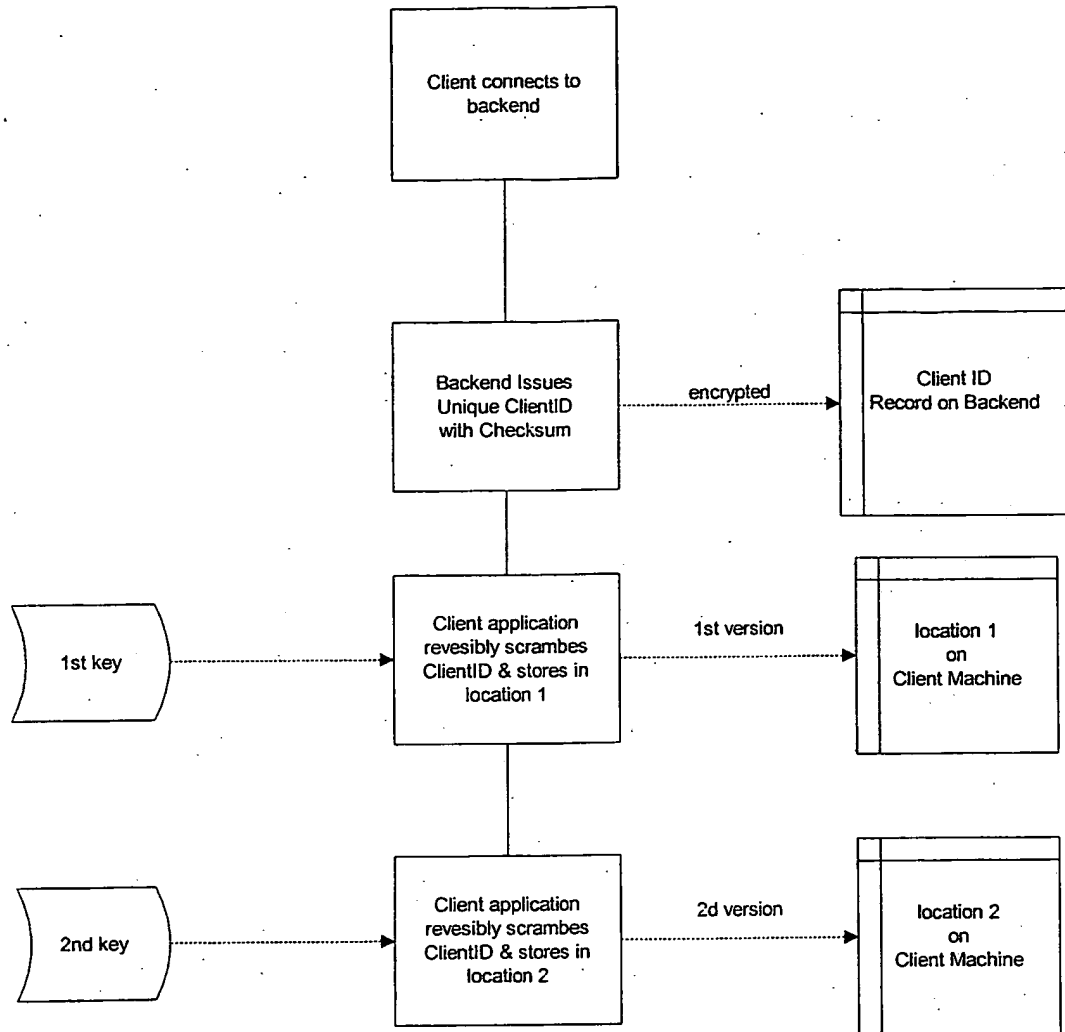 Client connects to
backend
Backend Issues
Unique ClientID
with Checksum
encrypted
Client ID
Record on Backend
1st key
Client application
revesibly scrambes
ClientID & stores in
location 1
1st version
location 1
on
Client Machine
2nd key
Client application
revesibly scrambes
ClientID & stores in
location 2
2d version
location 2
on
Client Machine